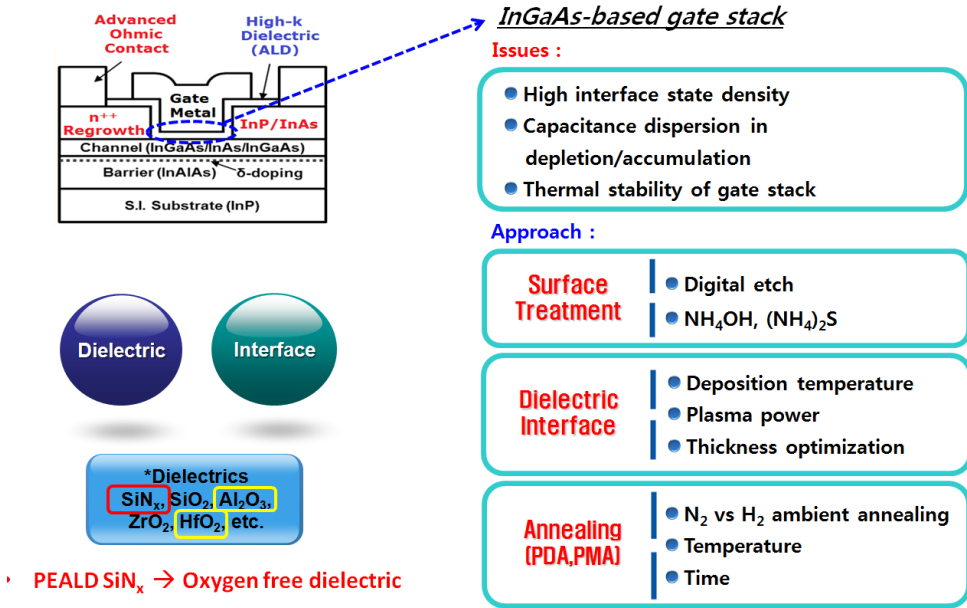 Advanced
Ohmic
Contact
High-k
Dielectric
(ALD)
Gate
Metal
n⁺⁺
Regrowth
InP/InAs
Channel (InGaAs/InAs/InGaAs)
Barrier (InAlAs)
δ-doping
S.I. Substrate (InP)
Dielectric
Interface
*Dielectrics
SiNₓ, SiO₂, Al₂O₃,
ZrO₂, HfO₂, etc.
• PEALD SiNₓ → Oxygen free dielectric
InGaAs-based gate stack
Issues :
• High interface state density
• Capacitance dispersion in
depletion/accumulation
• Thermal stability of gate stack
Approach :
Surface
Treatment
• Digital etch
• NH₄OH, (NH₄)₂S
Dielectric
Interface
• Deposition temperature
• Plasma power
• Thickness optimization
Annealing
(PDA,PMA)
• N₂ vs H₂ ambient annealing
• Temperature
• Time